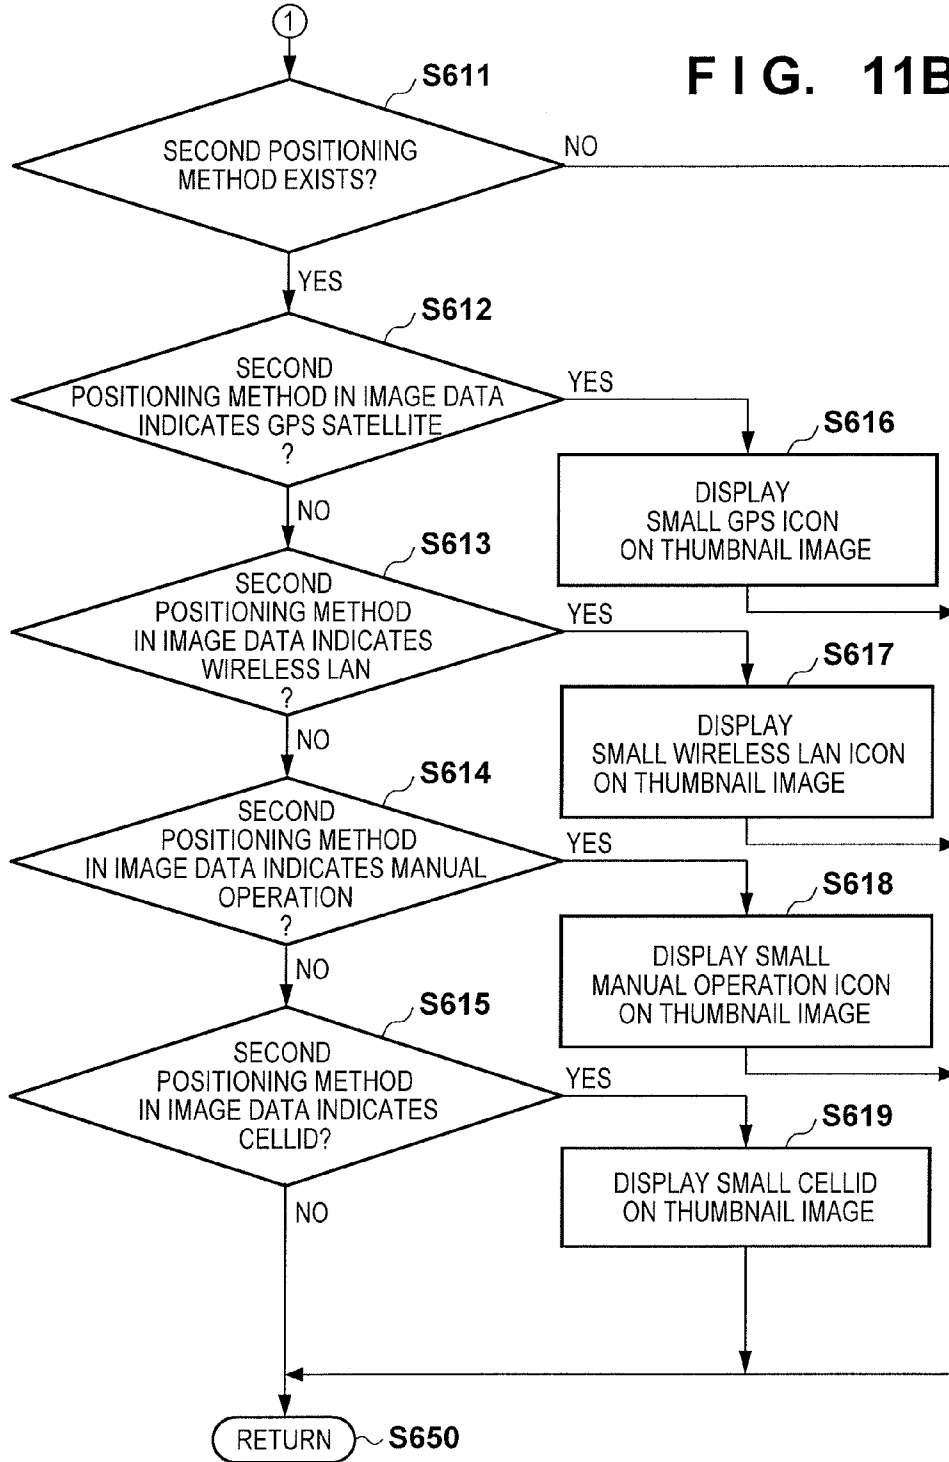 1
FIG. 11B
S611
SECOND POSITIONING
METHOD EXISTS?
NO
YES
S612
SECOND
POSITIONING METHOD IN IMAGE DATA
INDICATES GPS SATELLITE
?
YES
S616
DISPLAY
SMALL GPS ICON
ON THUMBNAIL IMAGE
NO
S613
SECOND
POSITIONING METHOD
IN IMAGE DATA INDICATES
WIRELESS LAN
?
YES
S617
DISPLAY
SMALL WIRELESS LAN ICON
ON THUMBNAIL IMAGE
NO
S614
SECOND
POSITIONING METHOD
IN IMAGE DATA INDICATES MANUAL
OPERATION
?
YES
S618
DISPLAY SMALL
MANUAL OPERATION ICON
ON THUMBNAIL IMAGE
NO
S615
SECOND
POSITIONING METHOD
IN IMAGE DATA INDICATES
CELLID?
YES
S619
DISPLAY SMALL CELLID
ON THUMBNAIL IMAGE
NO
RETURN
S650